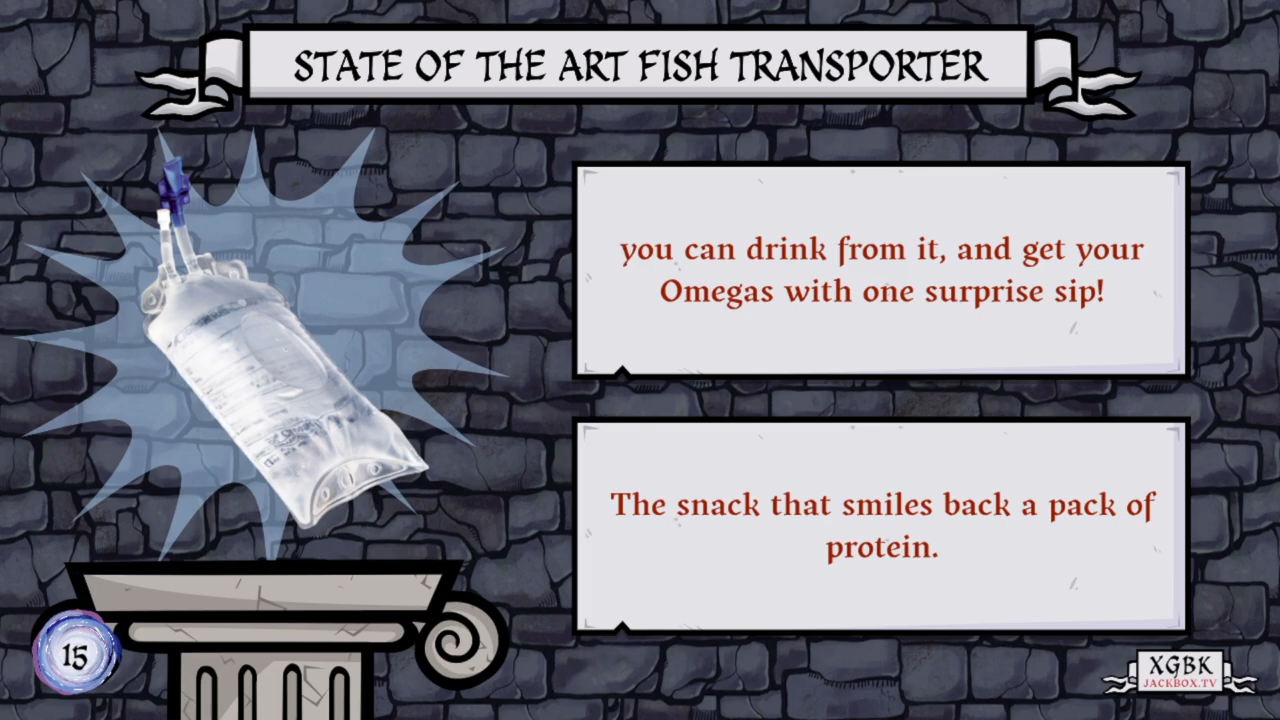 STATE OF THE ART FISH TRANSPORTER
you can drink from it, and get your
Omegas with one surprise sip!
The snack that smiles back a pack of
protein.
15
XGBK
JACKBOX.TV